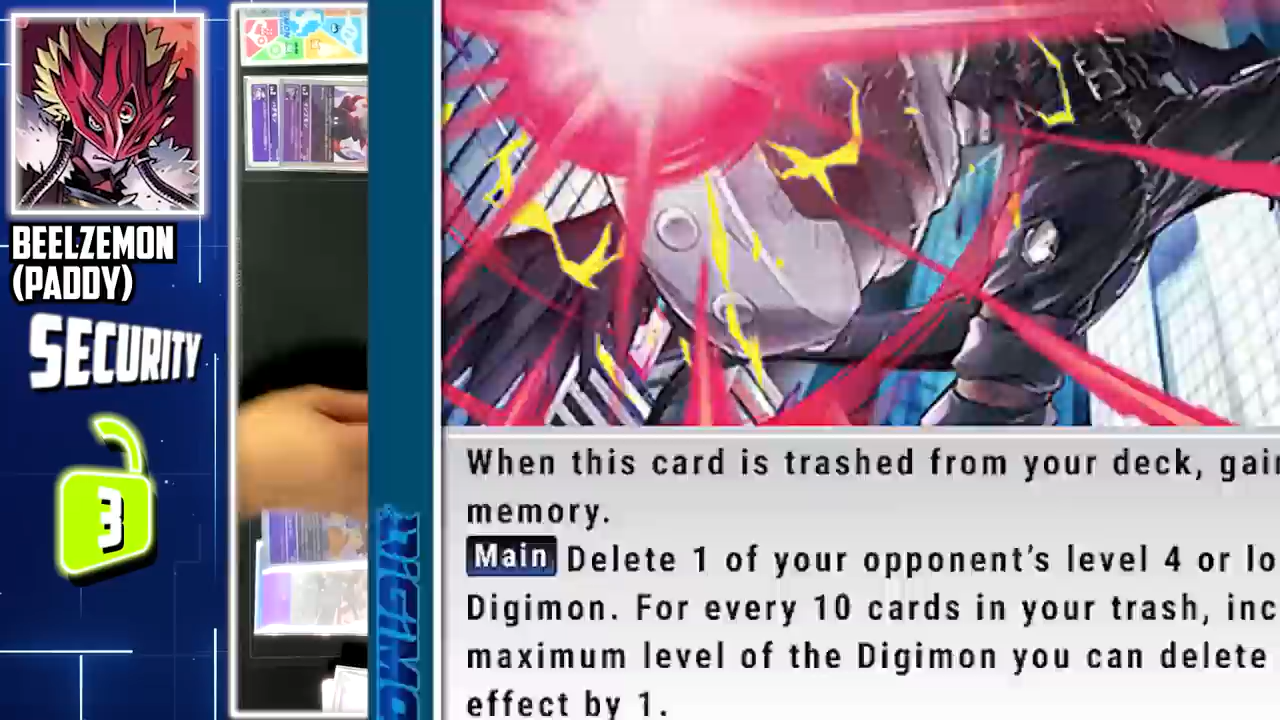 BEELZEMON
(PADDY)
SECURITY
3
When this card is trashed from your deck, gain
memory.
Main Delete 1 of your opponent's level 4 or lo
Digimon. For every 10 cards in your trash, inc
maximum level of the Digimon you can delete
effect by 1.